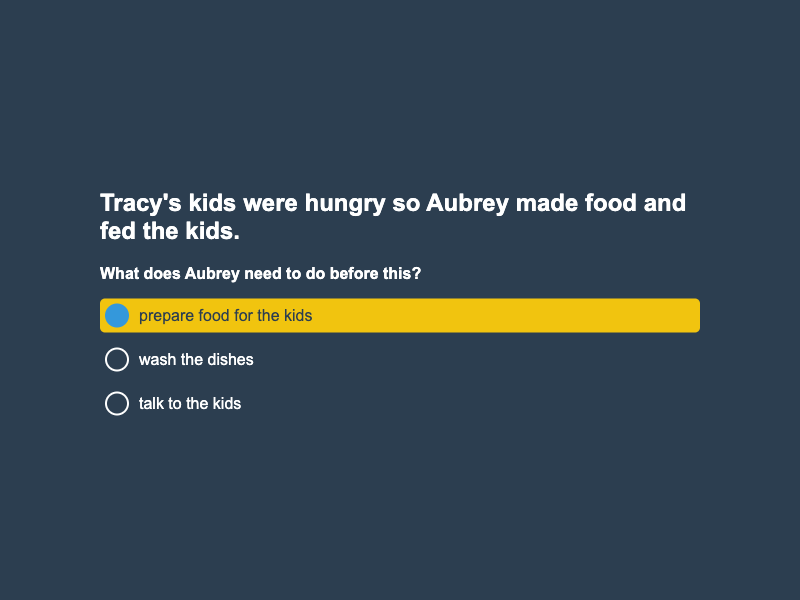 Tracy's kids were hungry so Aubrey made food and
fed the kids.
What does Aubrey need to do before this?
prepare food for the kids
wash the dishes
talk to the kids